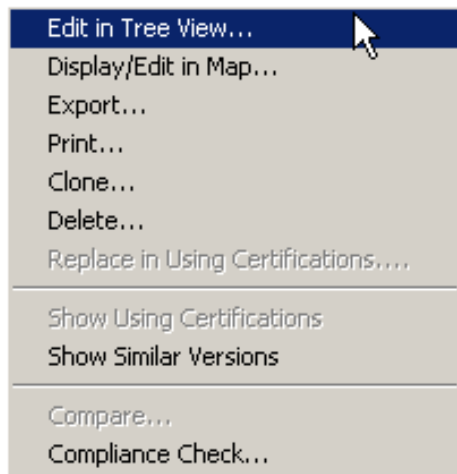 Edit in Tree View...
Display/Edit in Map...
Export...
Print...
Clone...
Delete...
Replace in Using Certifications....
Show Using Certifications
Show Similar Versions
Compare...
Compliance Check...